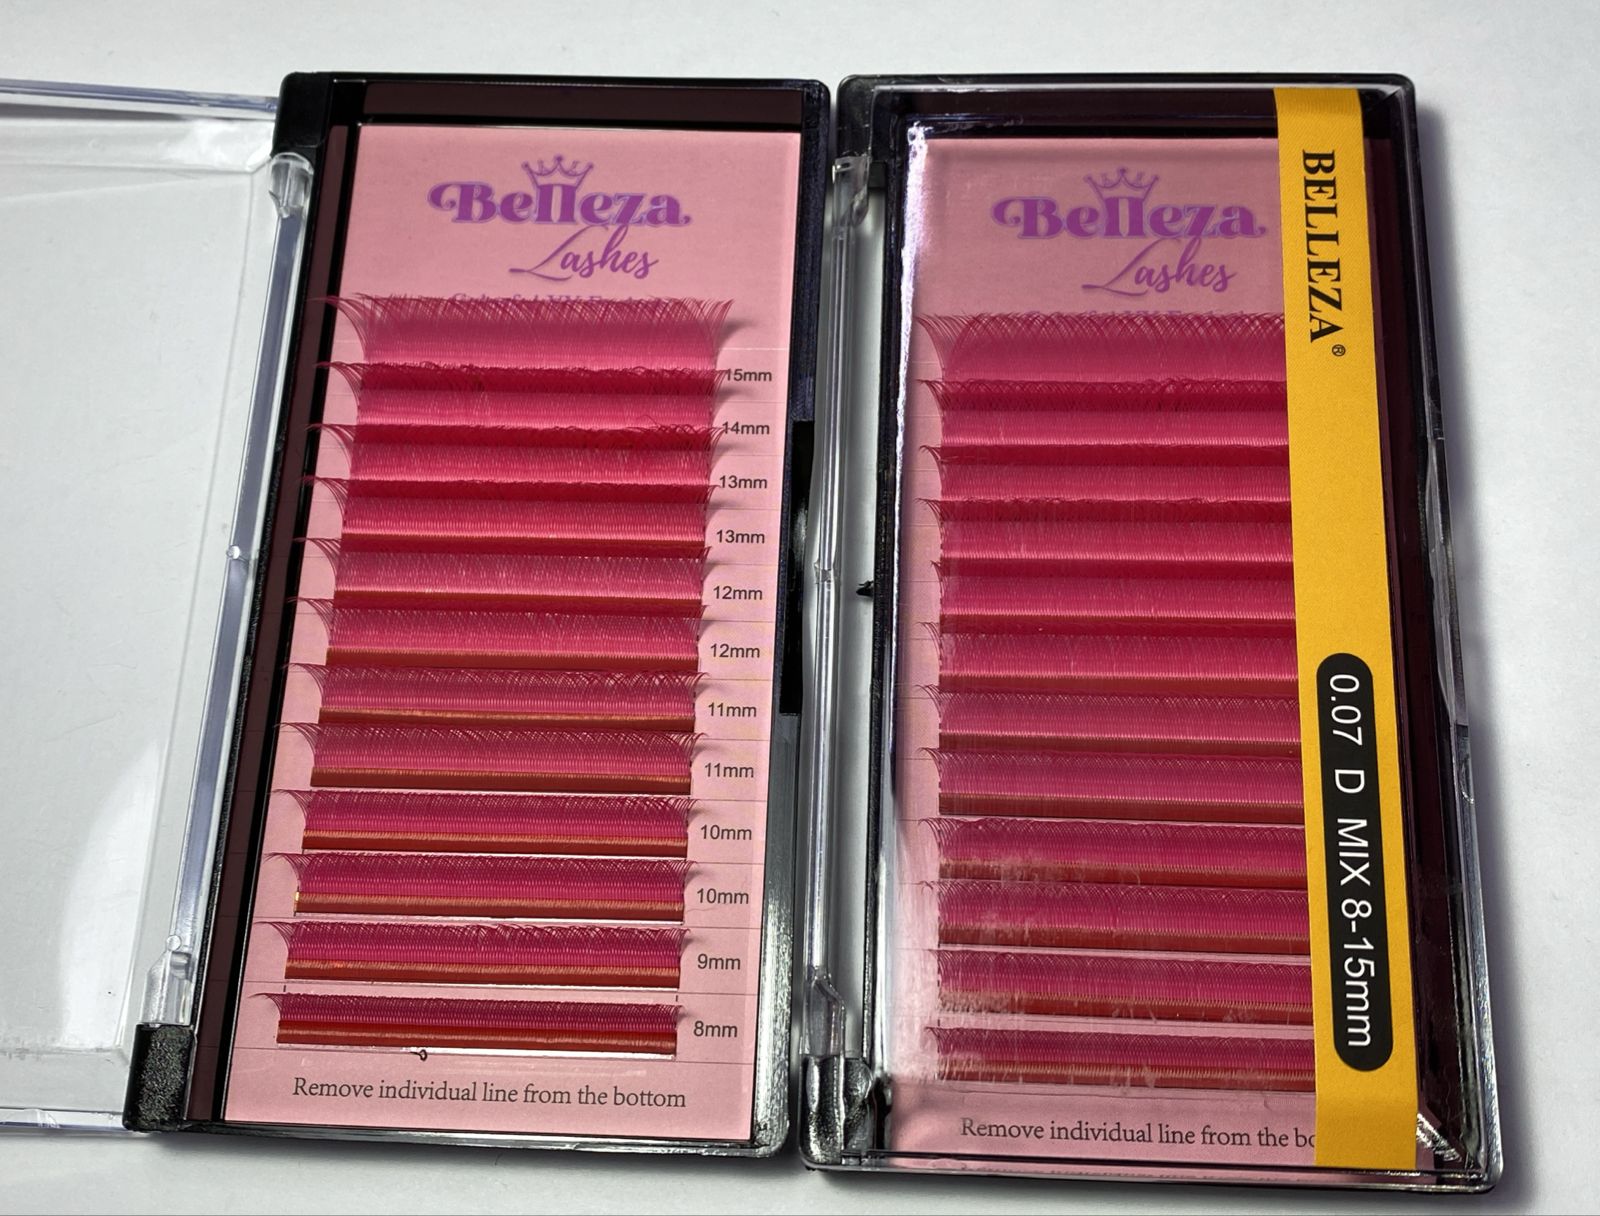 Belleza
Lashes
15mm
14mm
13mm
13mm
12mm
12mm
11mm
11mm
10mm
10mm
9mm
8mm
Remove individual line from the bottom
Belleza
Lashes
Remove individual line from the bo
BELLEZA®
0.07 D MIX 8-15mm